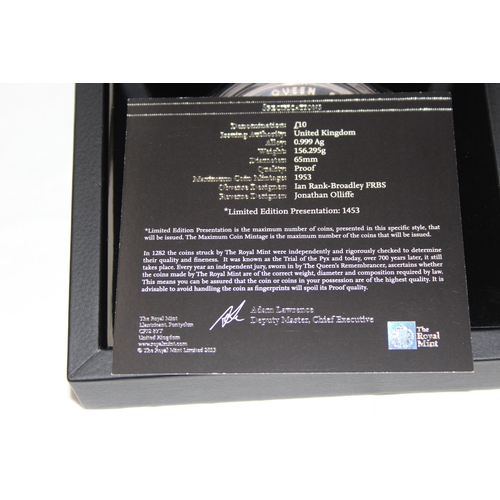 QUEEN
SPECIFICATIONS
Denomination: £10
Issuing Authority: United Kingdom
Alloy: 0.999 Ag
Weight: 156.295g
Diameter: 65mm
Quality: Proof
Maximum Coin Mintage: 1953
Obverse Designer: Ian Rank-Broadley FRBS
Reverse Designer: Jonathan Olliffe
*Limited Edition Presentation: 1453
*Limited Edition Presentation is the maximum number of coins, presented in this specific style, that
will be issued. The Maximum Coin Mintage is the maximum number of the coins that will be issued.
In 1282 the coins struck by The Royal Mint were independently and rigorously checked to determine
their quality and fineness. It was known as the Trial of the Pyx and today, over 700 years later, it still
takes place. Every year an independent jury, sworn in by The Queen's Remembrancer, ascertains whether
the coins made by The Royal Mint are of the correct weight, diameter and composition required by law.
This means you can be assured that the coin or coins in your possession are of the highest quality. It is
advisable to avoid handling the coin as fingerprints will spoil its Proof quality.
Adam Lawrence
Deputy Master, Chief Executive
The Royal Mint
Llantrisant, Pontyclun
CF72 8YT
United Kingdom
www.royalmint.com
© The Royal Mint Limited 2013
The
Royal
Mint